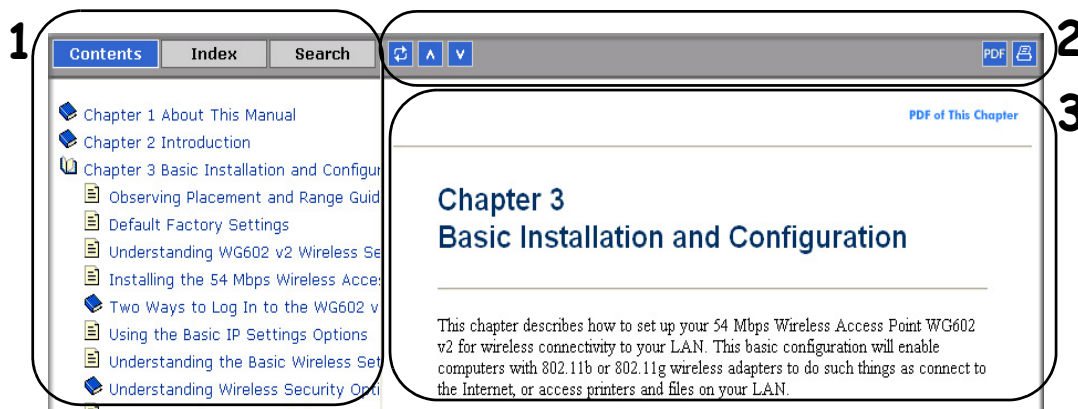 1
Contents Index Search
Chapter 1 About This Manual
Chapter 2 Introduction
Chapter 3 Basic Installation and Configur
Observing Placement and Range Guid
Default Factory Settings
Understanding WG602 v2 Wireless Se
Installing the 54 Mbps Wireless Acce
Two Ways to Log In to the WG602 v
Using the Basic IP Settings Options
Understanding the Basic Wireless Set
Understanding Wireless Security Opti
PDF
2
3
PDF of This Chapter
Chapter 3
Basic Installation and Configuration
This chapter describes how to set up your 54 Mbps Wireless Access Point WG602
v2 for wireless connectivity to your LAN. This basic configuration will enable
computers with 802.11b or 802.11g wireless adapters to do such things as connect to
the Internet, or access printers and files on your LAN.